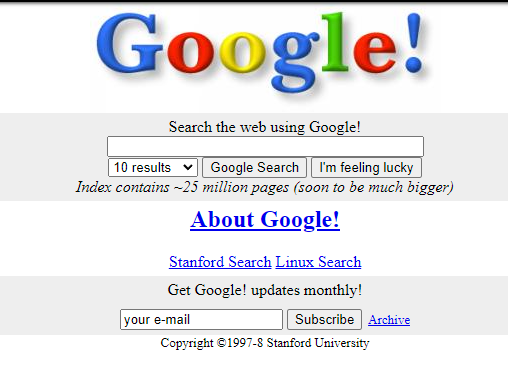 Google!
Search the web using Google!
10 results Google Search I'm feeling lucky
Index contains ~25 million pages (soon to be much bigger)
About Google!
Stanford Search Linux Search
Get Google! updates monthly!
your e-mail Subscribe Archive
Copyright ©1997-8 Stanford University